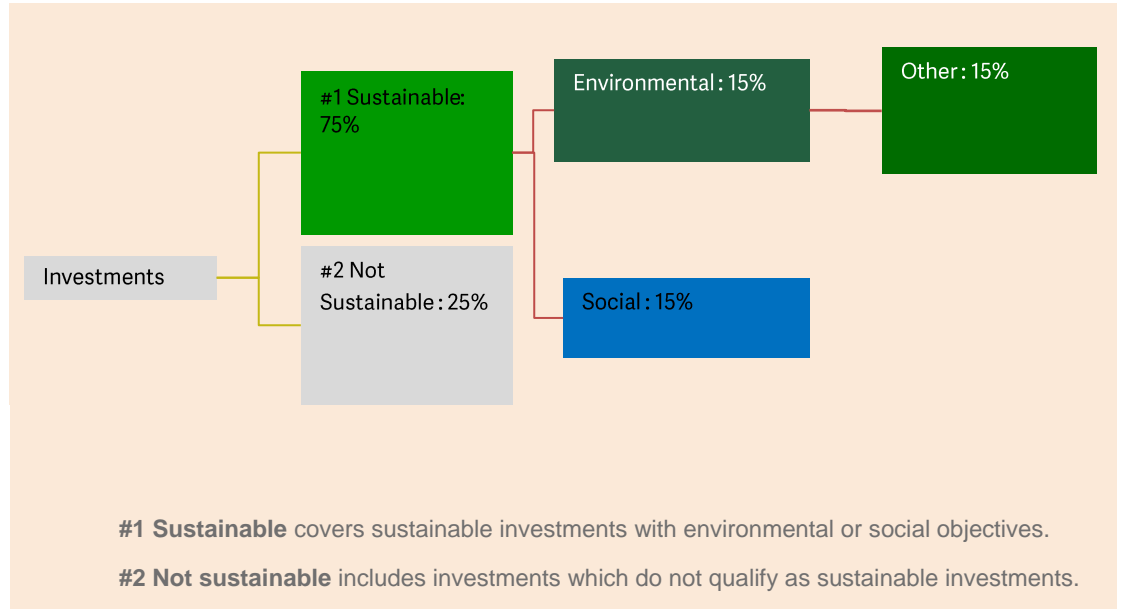 #1 Sustainable:
75%
Environmental : 15%
Other : 15%
Investments
#2 Not
Sustainable : 25%
Social : 15%
#1 Sustainable covers sustainable investments with environmental or social objectives.
#2 Not sustainable includes investments which do not qualify as sustainable investments.